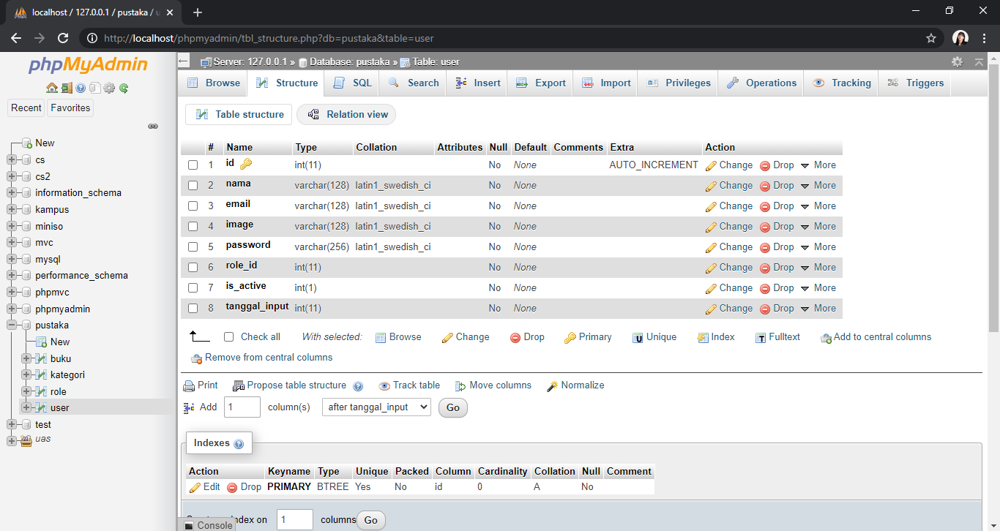 localhost / 127.0.0.1 / pustaka / u
http://localhost/phpmyadmin/tbl_structure.php?db=pustaka&table=user
phpMyAdmin
Recent Favorites
New
cs
cs2
information_schema
kampus
miniso
mvc
mysql
performance_schema
phpmvc
phpmyadmin
pustaka
New
buku
kategori
role
user
test
uas
Server: 127.0.0.1 » Database: pustaka » Table: user
Browse Structure SQL Search Insert Export Import Privileges Operations Tracking Triggers
Table structure Relation view
# Name Type Collation Attributes Null Default Comments Extra Action
1 id int(11) No None AUTO_INCREMENT Change Drop More
2 nama varchar(128) latin1_swedish_ci No None Change Drop More
3 email varchar(128) latin1_swedish_ci No None Change Drop More
4 image varchar(128) latin1_swedish_ci No None Change Drop More
5 password varchar(256) latin1_swedish_ci No None Change Drop More
6 role_id int(11) No None Change Drop More
7 is_active int(1) No None Change Drop More
8 tanggal_input int(11) No None Change Drop More
Check all With selected: Browse Change Drop Primary Unique Index Fulltext Add to central columns
Remove from central columns
Print Propose table structure Track table Move columns Normalize
Add 1 column(s) after tanggal_input Go
Indexes
Action Keyname Type Unique Packed Column Cardinality Collation Null Comment
Edit Drop PRIMARY BTREE Yes No id 0 A No
index on 1 columns Go
Console